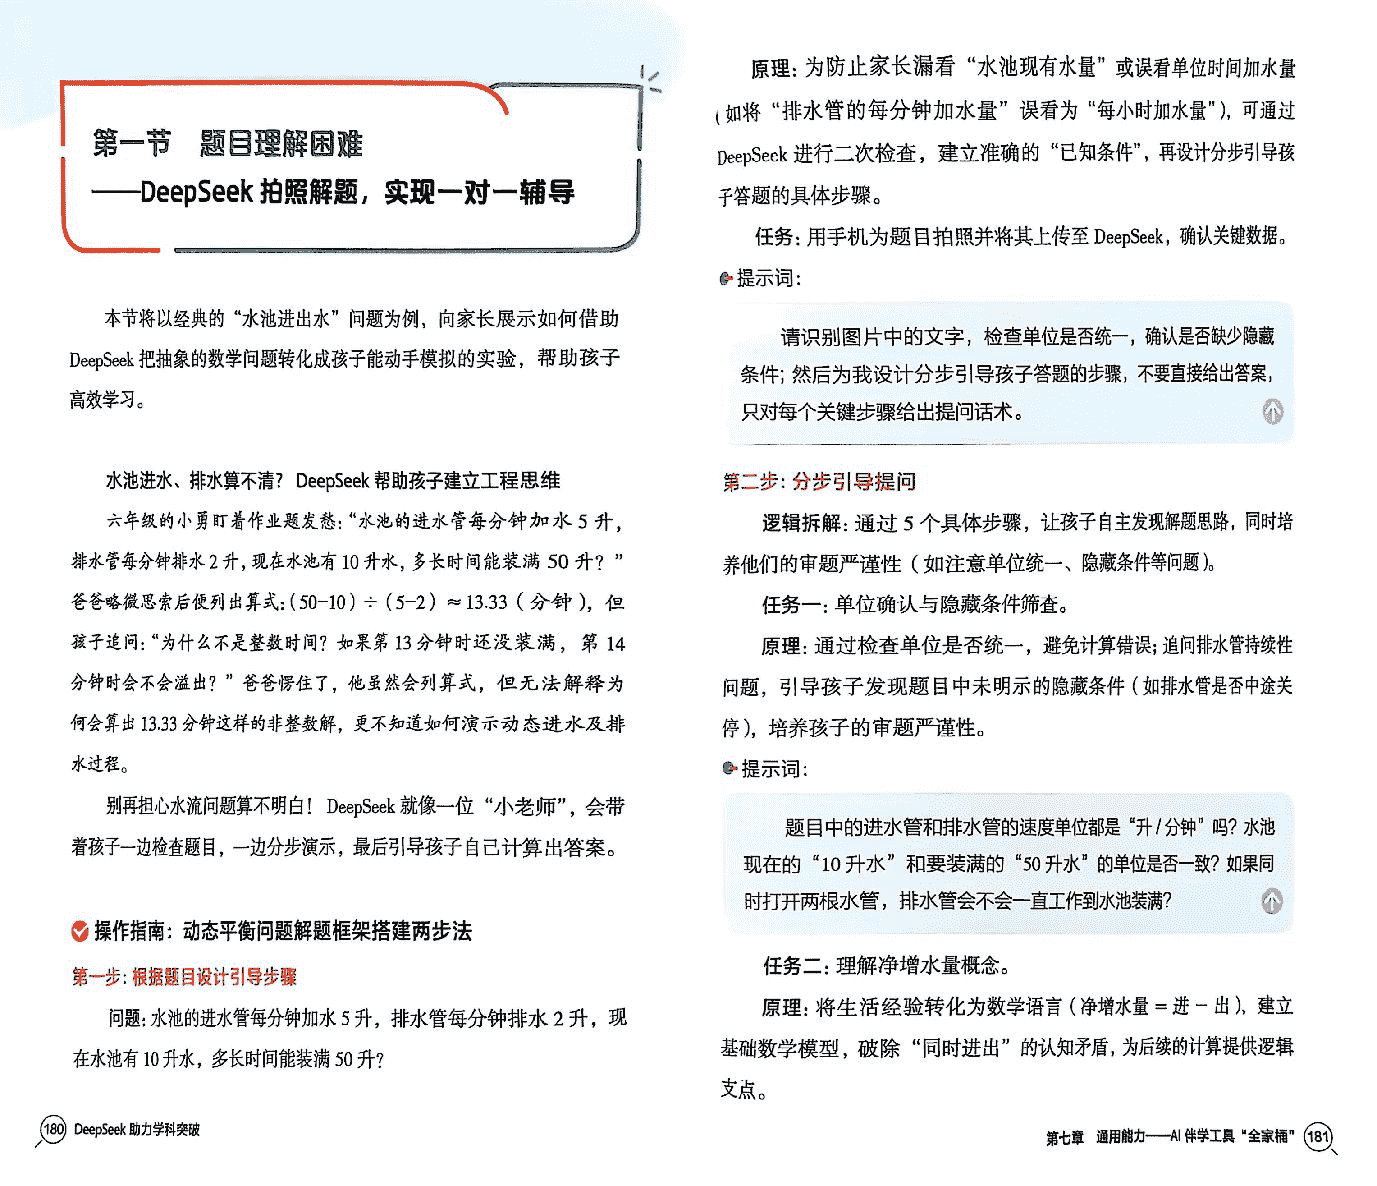 第一节　题目理解困难
——DeepSeek 拍照解题，实现一对一辅导
本节将以经典的“水池进出水”问题为例，向家长展示如何借助
DeepSeek 把抽象的数学问题转化成孩子能动手模拟的实验，帮助孩子
高效学习。
水池进水、排水算不清？DeepSeek 帮助孩子建立工程思维
六年级的小勇盯着作业题发愁：“水池的进水管每分钟加水 5 升，
排水管每分钟排水 2 升，现在水池有 10 升水，多长时间能装满 50 升？”
爸爸略微思索后便列出算式：（50−10）÷（5−2）≈13.33（分钟），但
孩子追问：“为什么不是整数时间？如果第 13 分钟时还没装满，第 14
分钟时会不会溢出？”爸爸愣住了，他虽然会列算式，但无法解释为
何会算出 13.33 分钟这样的非整数解，更不知道如何演示动态进水及排
水过程。
别再担心水流问题算不明白！DeepSeek 就像一位“小老师”，会带
着孩子一边检查题目，一边分步演示，最后引导孩子自己计算出答案。
操作指南：动态平衡问题解题框架搭建两步法
第一步：根据题目设计引导步骤
问题：水池的进水管每分钟加水 5 升，排水管每分钟排水 2 升，现
在水池有 10 升水，多长时间能装满 50 升？
180 DeepSeek 助力学科突破
原理：为防止家长漏看“水池现有水量”或误看单位时间加水量
（如将“排水管的每分钟加水量”误看为“每小时加水量”），可通过
DeepSeek 进行二次检查，建立准确的“已知条件”，再设计分步引导孩
子答题的具体步骤。
任务：用手机为题目拍照并将其上传至 DeepSeek，确认关键数据。
提示词：
请识别图片中的文字，检查单位是否统一，确认是否缺少隐藏
条件；然后为我设计分步引导孩子答题的步骤，不要直接给出答案，
只对每个关键步骤给出提问话术。
第二步：分步引导提问
逻辑拆解：通过 5 个具体步骤，让孩子自主发现解题思路，同时培
养他们的审题严谨性（如注意单位统一、隐藏条件等问题）。
任务一：单位确认与隐藏条件筛查。
原理：通过检查单位是否统一，避免计算错误；追问排水管持续性
问题，引导孩子发现题目中未明示的隐藏条件（如排水管是否中途关
停），培养孩子的审题严谨性。
提示词：
题目中的进水管和排水管的速度单位都是“升/分钟”吗？水池
现在的“10 升水”和要装满的“50 升水”的单位是否一致？如果同
时打开两根水管，排水管会不会一直工作到水池装满？
任务二：理解净增水量概念。
原理：将生活经验转化为数学语言（净增水量 = 进 − 出），建立
基础数学模型，破除“同时进出”的认知矛盾，为后续的计算提供逻辑
支点。
第七章　通用能力——AI 伴学工具“全家桶” 181